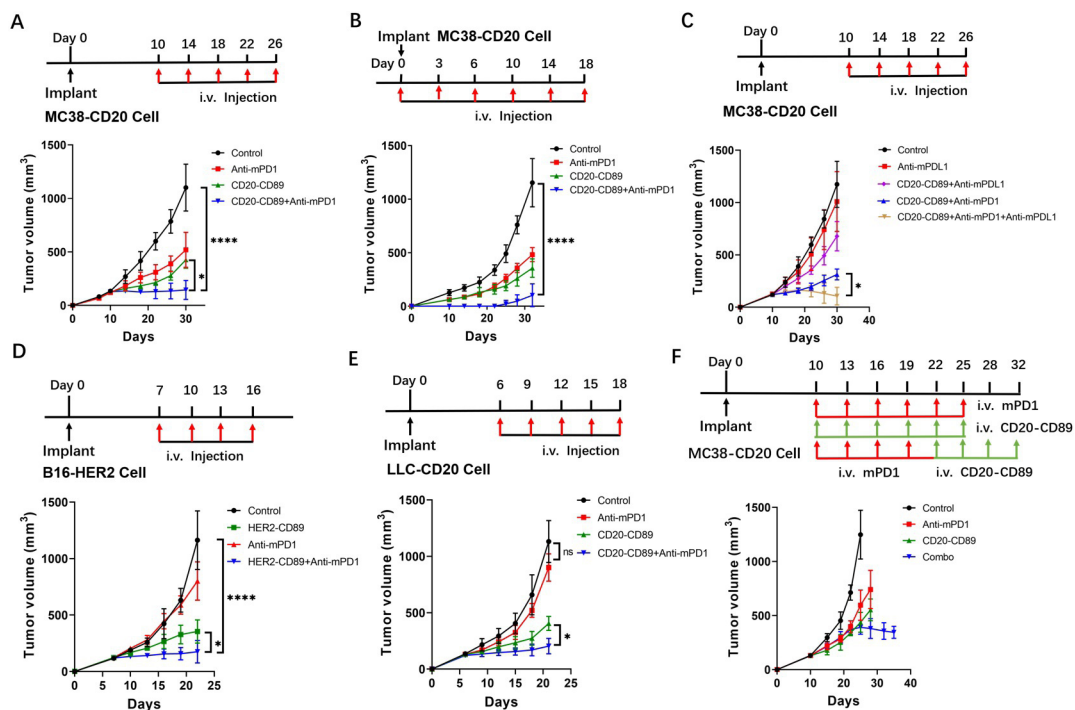 A
Day 0
10 14 18 22 26
Implant
i.v. Injection
MC38-CD20 Cell
Tumor volume (mm³)
1500
1000
500
0
0 10 20 30
Days
Control
Anti-mPD1
CD20-CD89
CD20-CD89+Anti-mPD1
****
*
B
Implant MC38-CD20 Cell
Day 0 3 6 10 14 18
i.v. Injection
Tumor volume (mm³)
1500
1000
500
0
0 10 20 30
Days
Control
Anti-mPD1
CD20-CD89
CD20-CD89+Anti-mPD1
****
C
Day 0
10 14 18 22 26
Implant
i.v. Injection
MC38-CD20 Cell
Tumor volume (mm³)
1500
1000
500
0
0 10 20 30 40
Days
Control
Anti-mPDL1
CD20-CD89+Anti-mPDL1
CD20-CD89+Anti-mPD1
CD20-CD89+Anti-mPD1+Anti-mPDL1
*
D
Day 0
7 10 13 16
Implant
i.v. Injection
B16-HER2 Cell
Tumor volume (mm³)
1500
1000
500
0
0 5 10 15 20 25
Days
Control
HER2-CD89
Anti-mPD1
HER2-CD89+Anti-mPD1
****
*
E
Day 0
6 9 12 15 18
Implant
i.v. Injection
LLC-CD20 Cell
Tumor volume (mm³)
1500
1000
500
0
0 5 10 15 20 25
Days
Control
Anti-mPD1
CD20-CD89
CD20-CD89+Anti-mPD1
ns
*
F
Day 0
10 13 16 19 22 25 28 32
Implant
i.v. mPD1
i.v. CD20-CD89
MC38-CD20 Cell
i.v. mPD1 i.v. CD20-CD89
Tumor volume (mm³)
1500
1000
500
0
0 10 20 30 40
Days
Control
Anti-mPD1
CD20-CD89
Combo